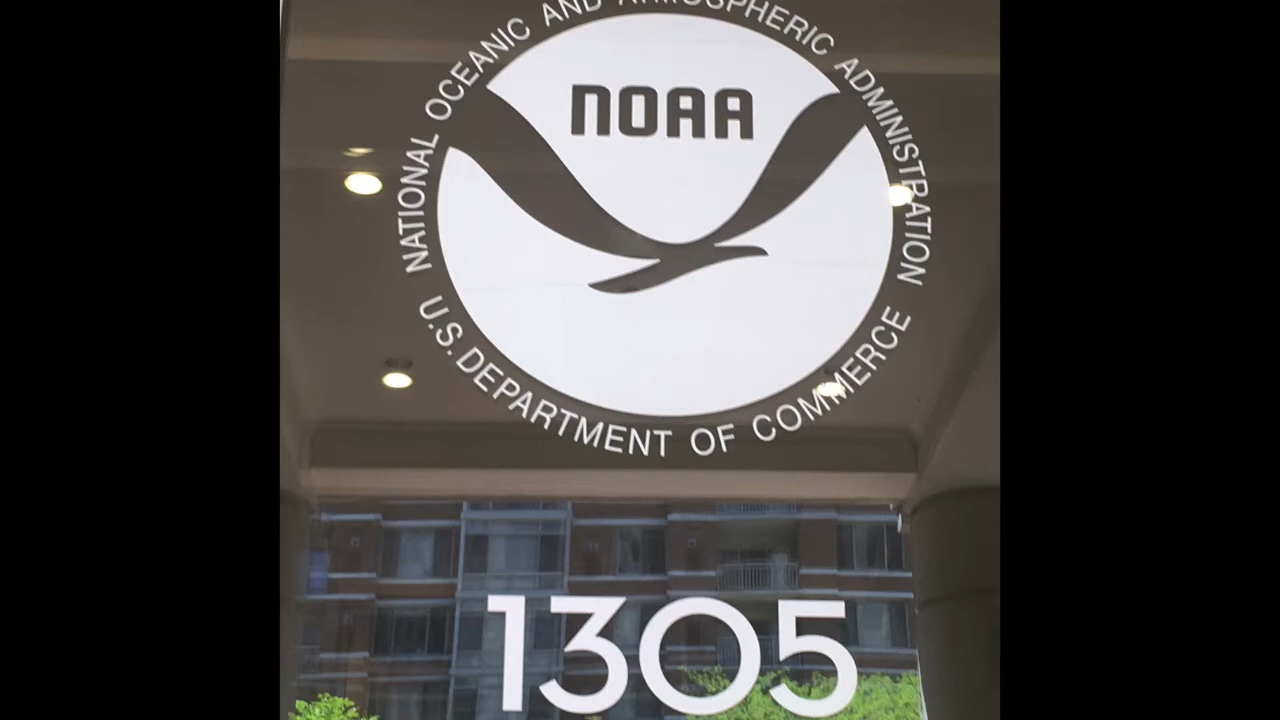 NATIONAL OCEANIC AND ATMOSPHERIC ADMINISTRATION
NOAA
U.S. DEPARTMENT OF COMMERCE
1305